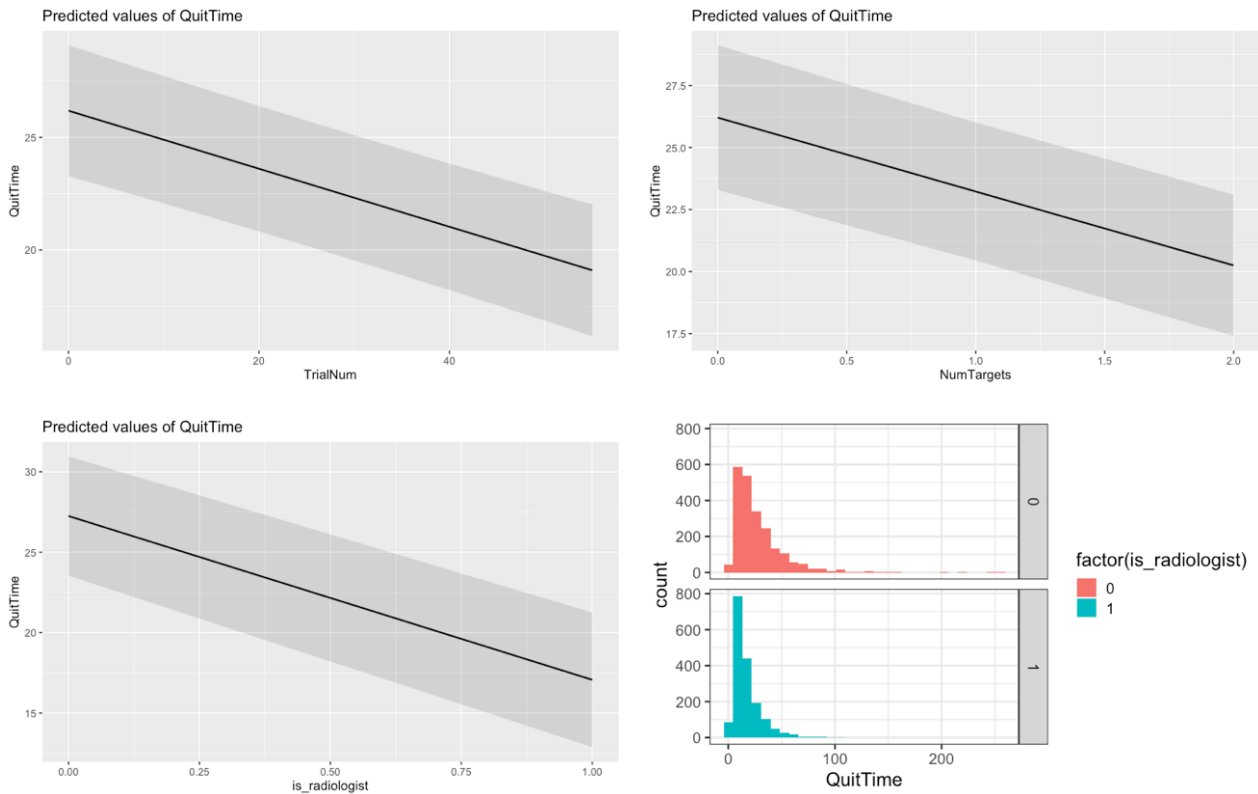 Predicted values of QuitTime
25
20
QuitTime
0 20 40
TrialNum
Predicted values of QuitTime
27.5
25.0
22.5
20.0
17.5
QuitTime
0.0 0.5 1.0 1.5 2.0
NumTargets
Predicted values of QuitTime
30
25
20
15
QuitTime
0.00 0.25 0.50 0.75 1.00
is_radiologist
800
600
400
200
0
0
800
600
400
200
0
1
count
0 100 200
QuitTime
factor(is_radiologist)
0
1